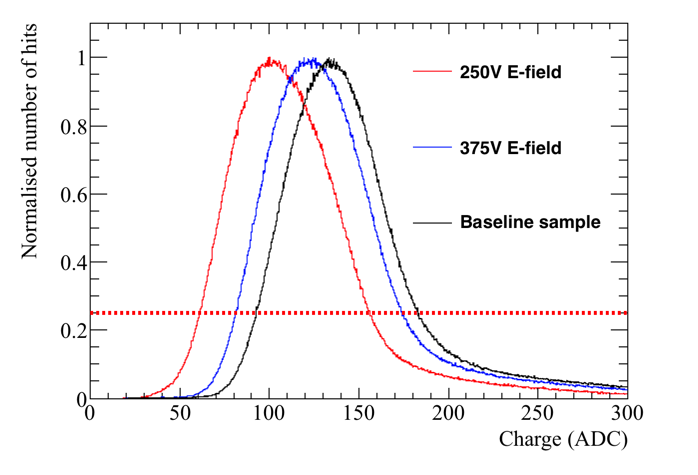 Normalised number of hits
1
0.8
0.6
0.4
0.2
0
0 50 100 150 200 250 300
Charge (ADC)
250V E-field
375V E-field
Baseline sample